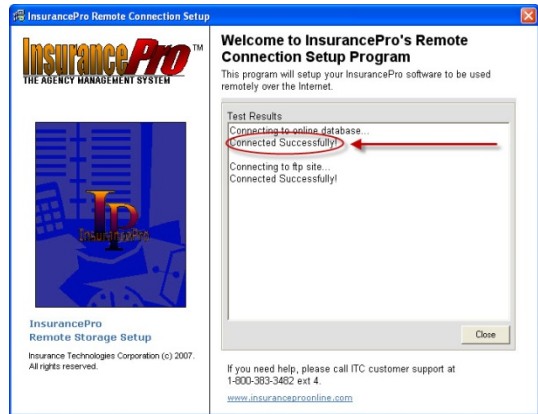 InsurancePro Remote Connection Setup
InsurancePro™
THE AGENCY MANAGEMENT SYSTEM
IP
InsurancePro
InsurancePro
Remote Storage Setup
Insurance Technologies Corporation (c) 2007.
All rights reserved.
Welcome to InsurancePro's Remote
Connection Setup Program
This program will setup your InsurancePro software to be used
remotely over the Internet.
Test Results
Connecting to online database...
Connected Successfully!
Connecting to ftp site...
Connected Successfully!
Close
If you need help, please call ITC customer support at
1-800-383-3482 ext 4.
www.insuranceproonline.com